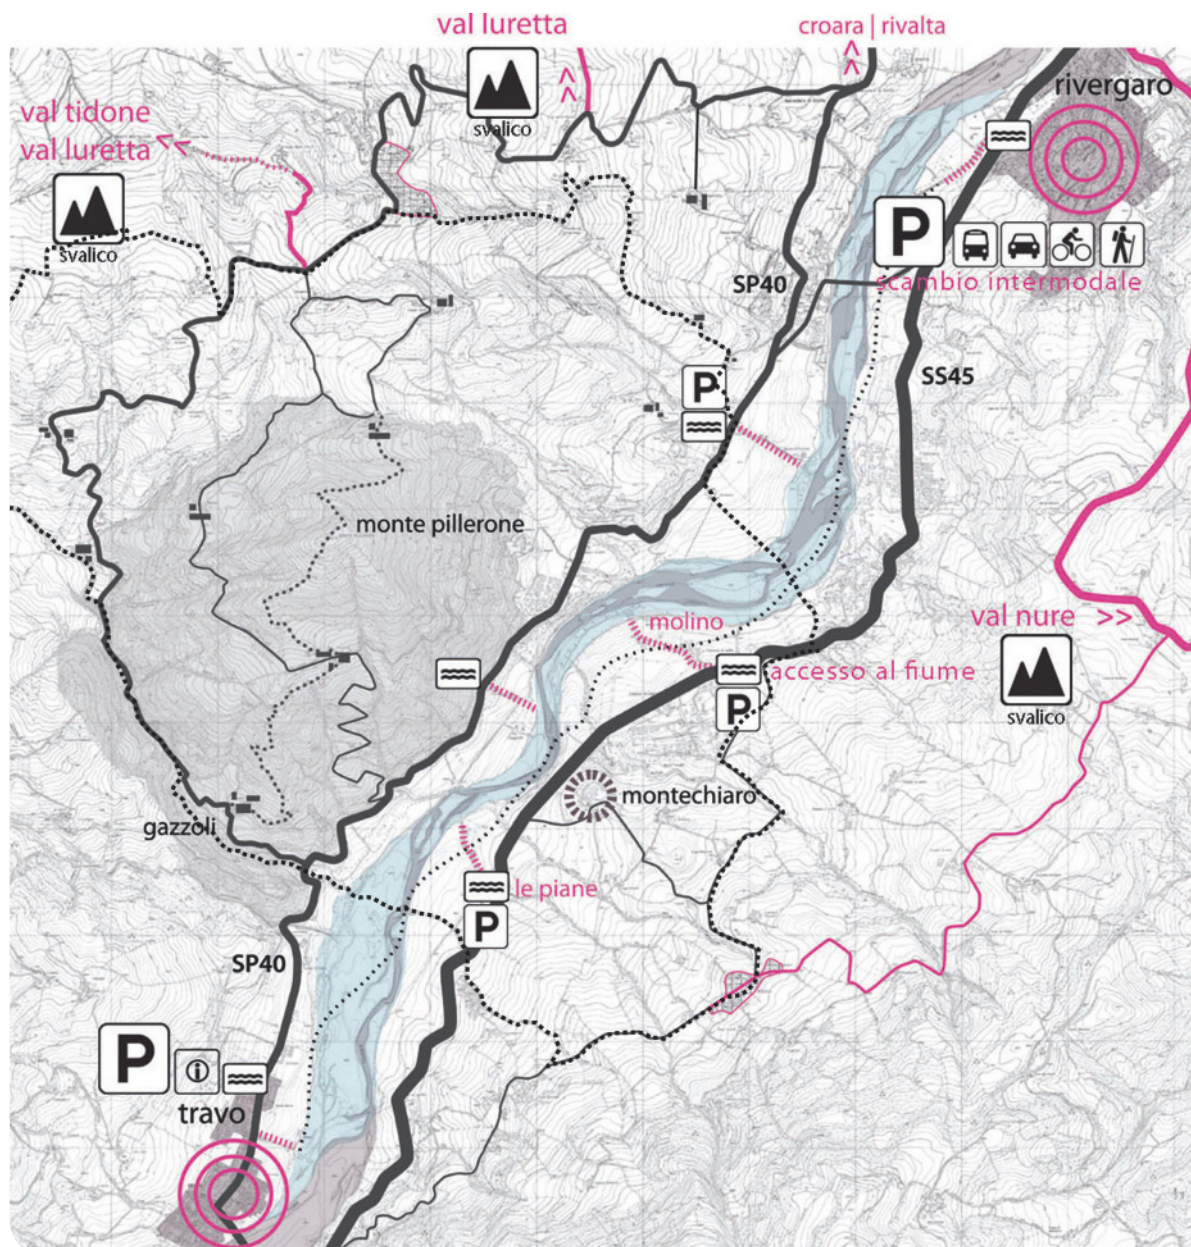 val luretta
croara | rivalta
rivergaro
svalico
val tidone
val luretta
svalico
P
scambio intermodale
SP40
SS45
P
monte pillerone
molino
val nure >>
accesso al fiume
svalico
P
montechiaro
gazzoli
le piane
P
SP40
P
i
travo